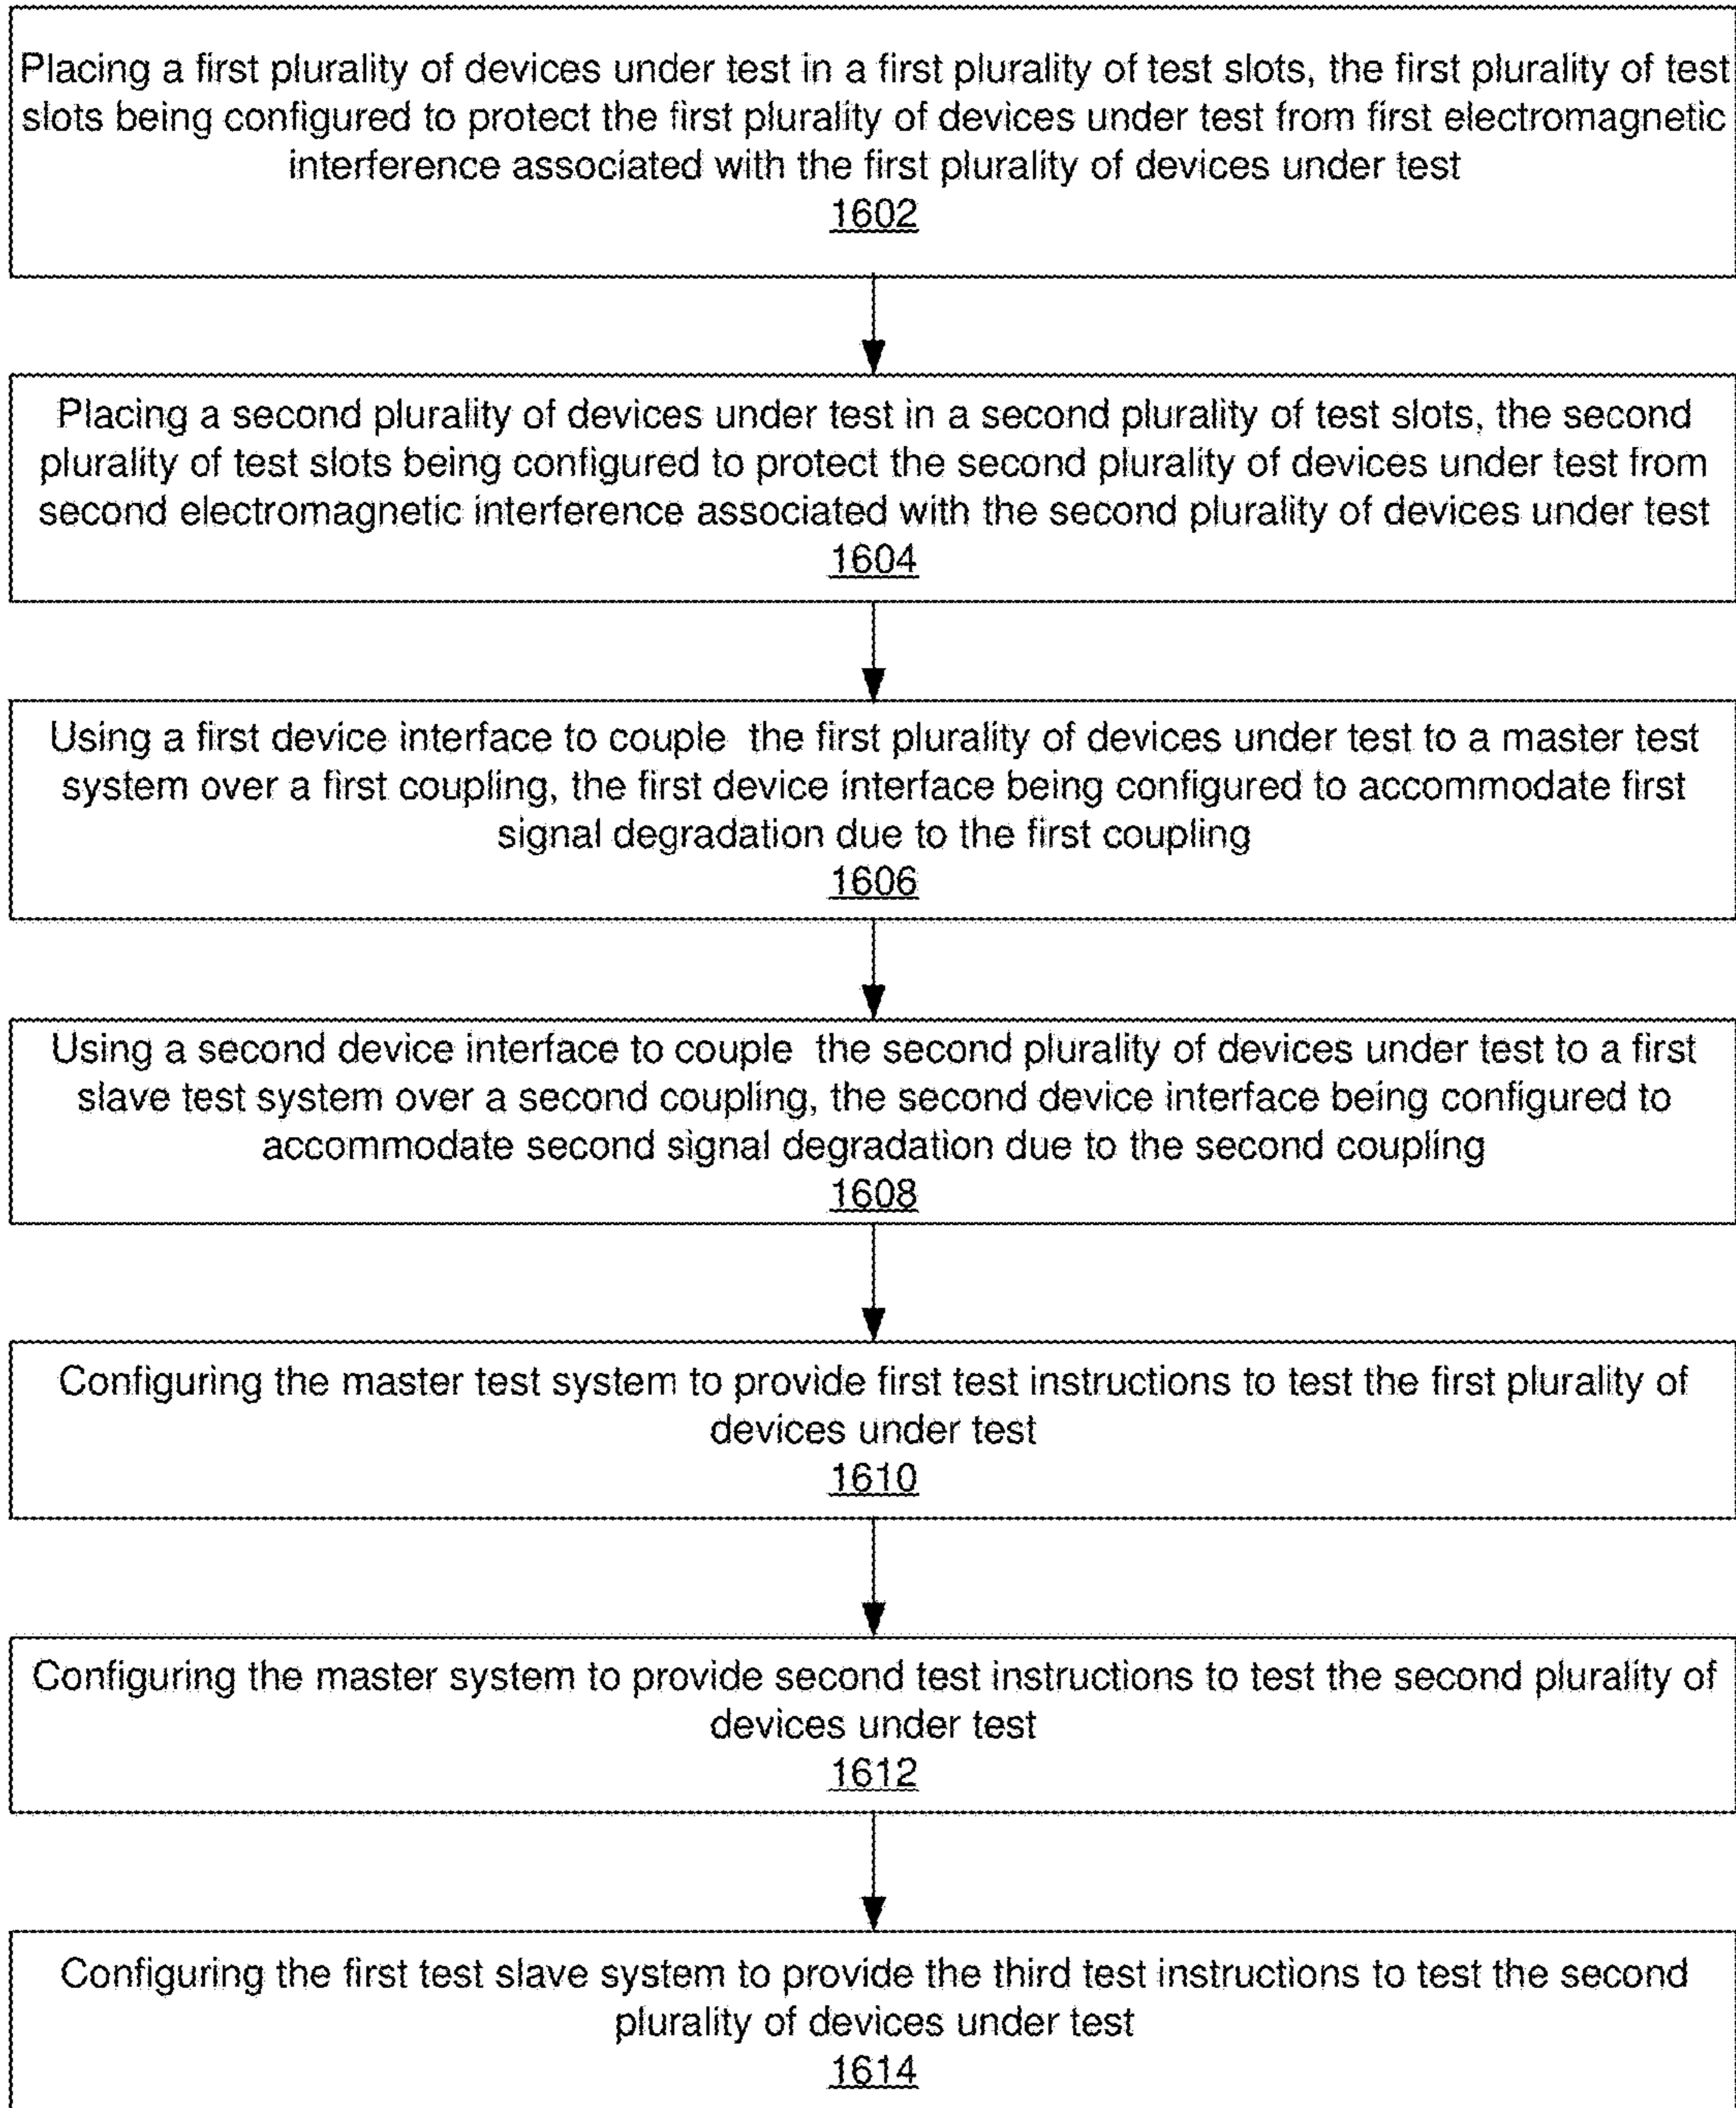 Placing a first plurality of devices under test in a first plurality of test slots, the first plurality of test
slots being configured to protect the first plurality of devices under test from first electromagnetic
interference associated with the first plurality of devices under test
1602
Placing a second plurality of devices under test in a second plurality of test slots, the second
plurality of test slots being configured to protect the second plurality of devices under test from
second electromagnetic interference associated with the second plurality of devices under test
1604
Using a first device interface to couple the first plurality of devices under test to a master test
system over a first coupling, the first device interface being configured to accommodate first
signal degradation due to the first coupling
1606
Using a second device interface to couple the second plurality of devices under test to a first
slave test system over a second coupling, the second device interface being configured to
accommodate second signal degradation due to the second coupling
1608
Configuring the master test system to provide first test instructions to test the first plurality of
devices under test
1610
Configuring the master system to provide second test instructions to test the second plurality of
devices under test
1612
Configuring the first test slave system to provide the third test instructions to test the second
plurality of devices under test
1614